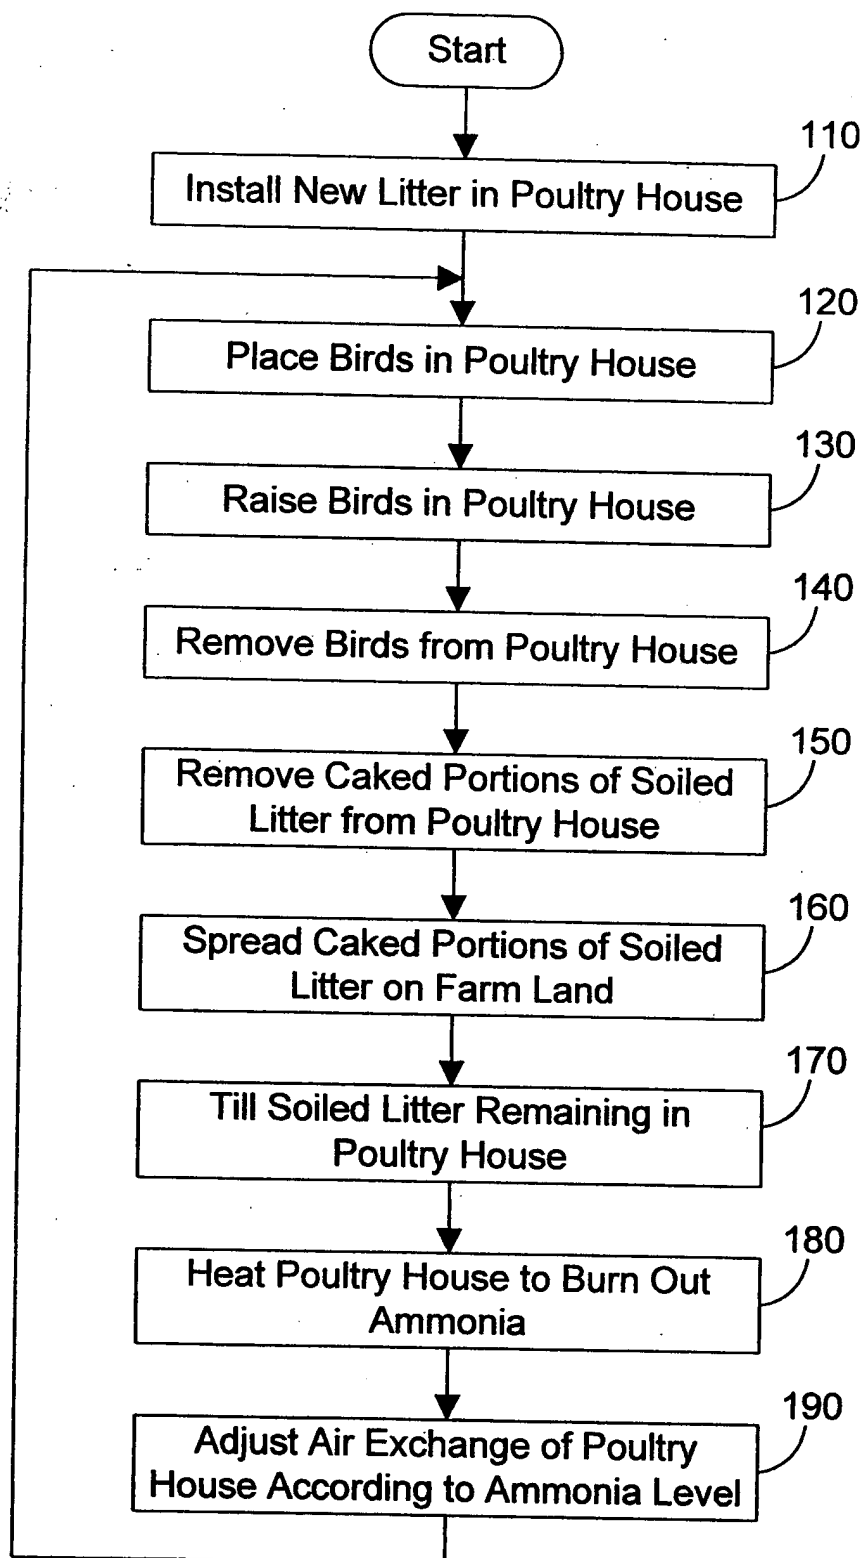 Start
110
Install New Litter in Poultry House
120
Place Birds in Poultry House
130
Raise Birds in Poultry House
140
Remove Birds from Poultry House
150
Remove Caked Portions of Soiled
Litter from Poultry House
160
Spread Caked Portions of Soiled
Litter on Farm Land
170
Till Soiled Litter Remaining in
Poultry House
180
Heat Poultry House to Burn Out
Ammonia
190
Adjust Air Exchange of Poultry
House According to Ammonia Level